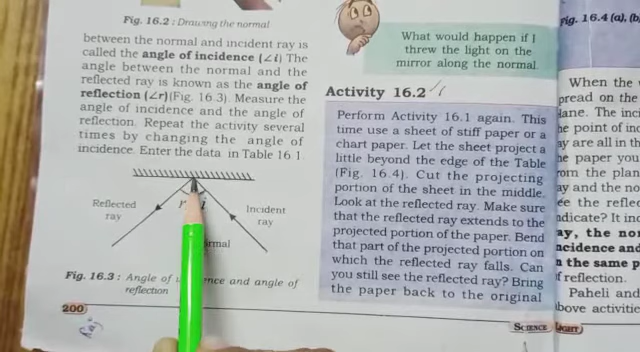 Fig. 16.2 : Drawing the normal
between the normal and incident ray is
called the angle of incidence (∠i) The
angle between the normal and the
reflected ray is known as the angle of
reflection (∠r)(Fig. 16.3). Measure the
angle of incidence and the angle of
reflection. Repeat the activity several
times by changing the angle of
incidence. Enter the data in Table 16.1.
r i
Reflected
ray
Incident
ray
Fig. 16.3 : Angle of and angle of
reflection
200
What would happen if I
threw the light on the
mirror along the normal.
Activity 16.2
Perform Activity 16.1 again. This
time use a sheet of stiff paper or a
chart paper. Let the sheet project a
little beyond the edge of the Table
(Fig. 16.4). Cut the projecting
portion of the sheet in the middle.
Look at the reflected ray. Make sure
that the reflected ray extends to the
projected portion of the paper. Bend
that part of the projected portion on
which the reflected ray falls. Can
you still see the reflected ray? Bring
the paper back to the original
SCIENCE
Fig. 16.4 (a), (b)
When the
pread on the
lane. The inci
he point of in
ay are all in th
he paper you
rom the plan
ay and the no
ee the reflec
ndicate? It inc
ay, the nor
ncidence and
n the same p
f reflection.
Paheli and
bove activitie
LIGHT